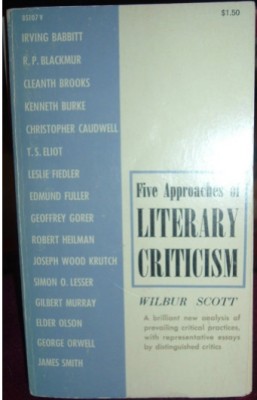 $1.50
IRVING BABBITT
R. P. BLACKMUR
CLEANTH BROOKS
KENNETH BURKE
CHRISTOPHER CAUDWELL
T. S. ELIOT
LESLIE FIEDLER
EDMUND FULLER
GEOFFREY GORER
ROBERT HEILMAN
JOSEPH WOOD KRUTCH
SIMON O. LESSER
GILBERT MURRAY
ELDER OLSON
GEORGE ORWELL
JAMES SMITH
Five Approaches of
LITERARY
CRITICISM
WILBUR SCOTT
A brilliant new analysis of
prevailing critical practices,
with representative essays
by distinguished critics